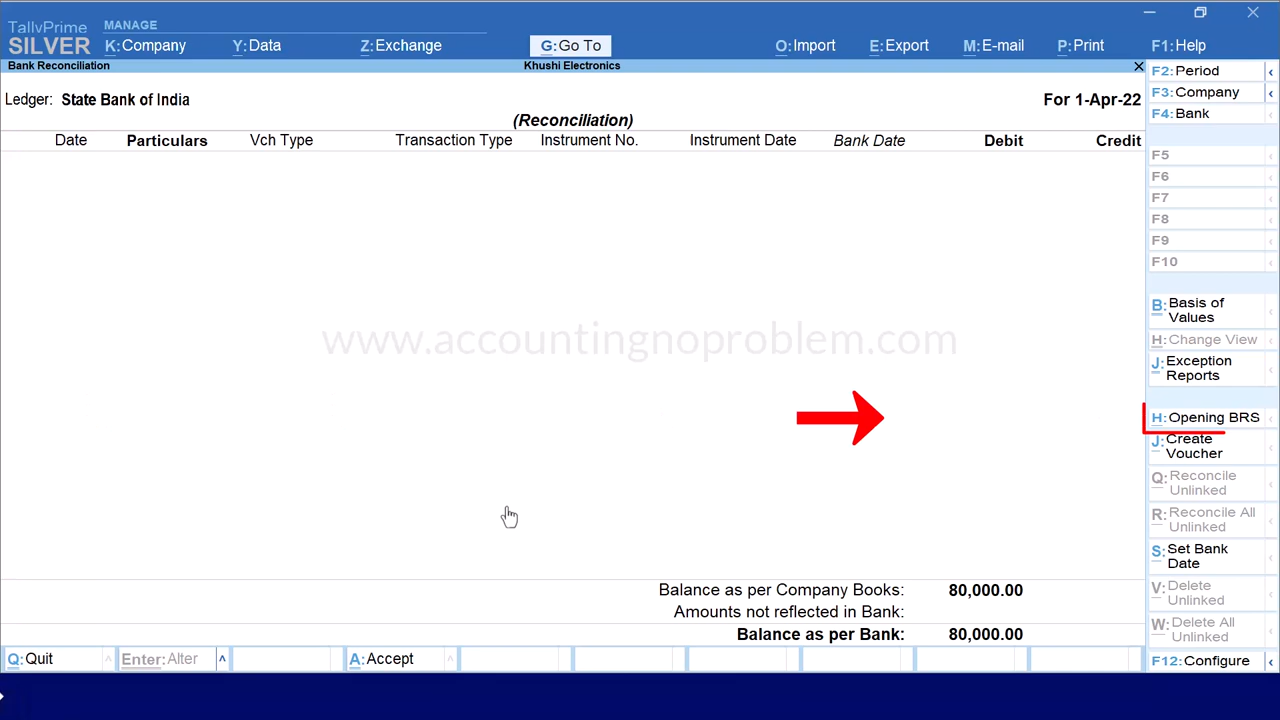 TallyPrime
SILVER
MANAGE
K:Company
Y:Data
Z:Exchange
G:Go To
O:Import
E:Export
M:E-mail
P:Print
F1:Help
Bank Reconciliation
Khushi Electronics
Ledger: State Bank of India
For 1-Apr-22
(Reconciliation)
Date Particulars Vch Type Transaction Type Instrument No. Instrument Date Bank Date Debit Credit
www.accountingnoproblem.com
Balance as per Company Books: 80,000.00
Amounts not reflected in Bank:
Balance as per Bank: 80,000.00
Q:Quit
Enter:Alter
A:Accept
F2:Period
F3:Company
F4:Bank
F5
F6
F7
F8
F9
F10
B:Basis of
Values
H:Change View
J:Exception
Reports
H:Opening BRS
J:Create
Voucher
Q:Reconcile
Unlinked
R:Reconcile All
Unlinked
S:Set Bank
Date
V:Delete
Unlinked
W:Delete All
Unlinked
F12:Configure